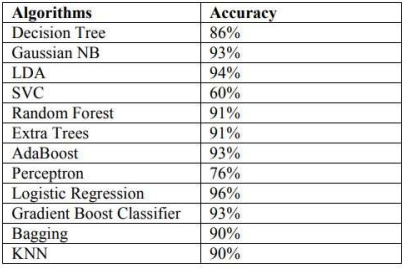 Algorithms Accuracy
Decision Tree 86%
Gaussian NB 93%
LDA 94%
SVC 60%
Random Forest 91%
Extra Trees 91%
AdaBoost 93%
Perceptron 76%
Logistic Regression 96%
Gradient Boost Classifier 93%
Bagging 90%
KNN 90%